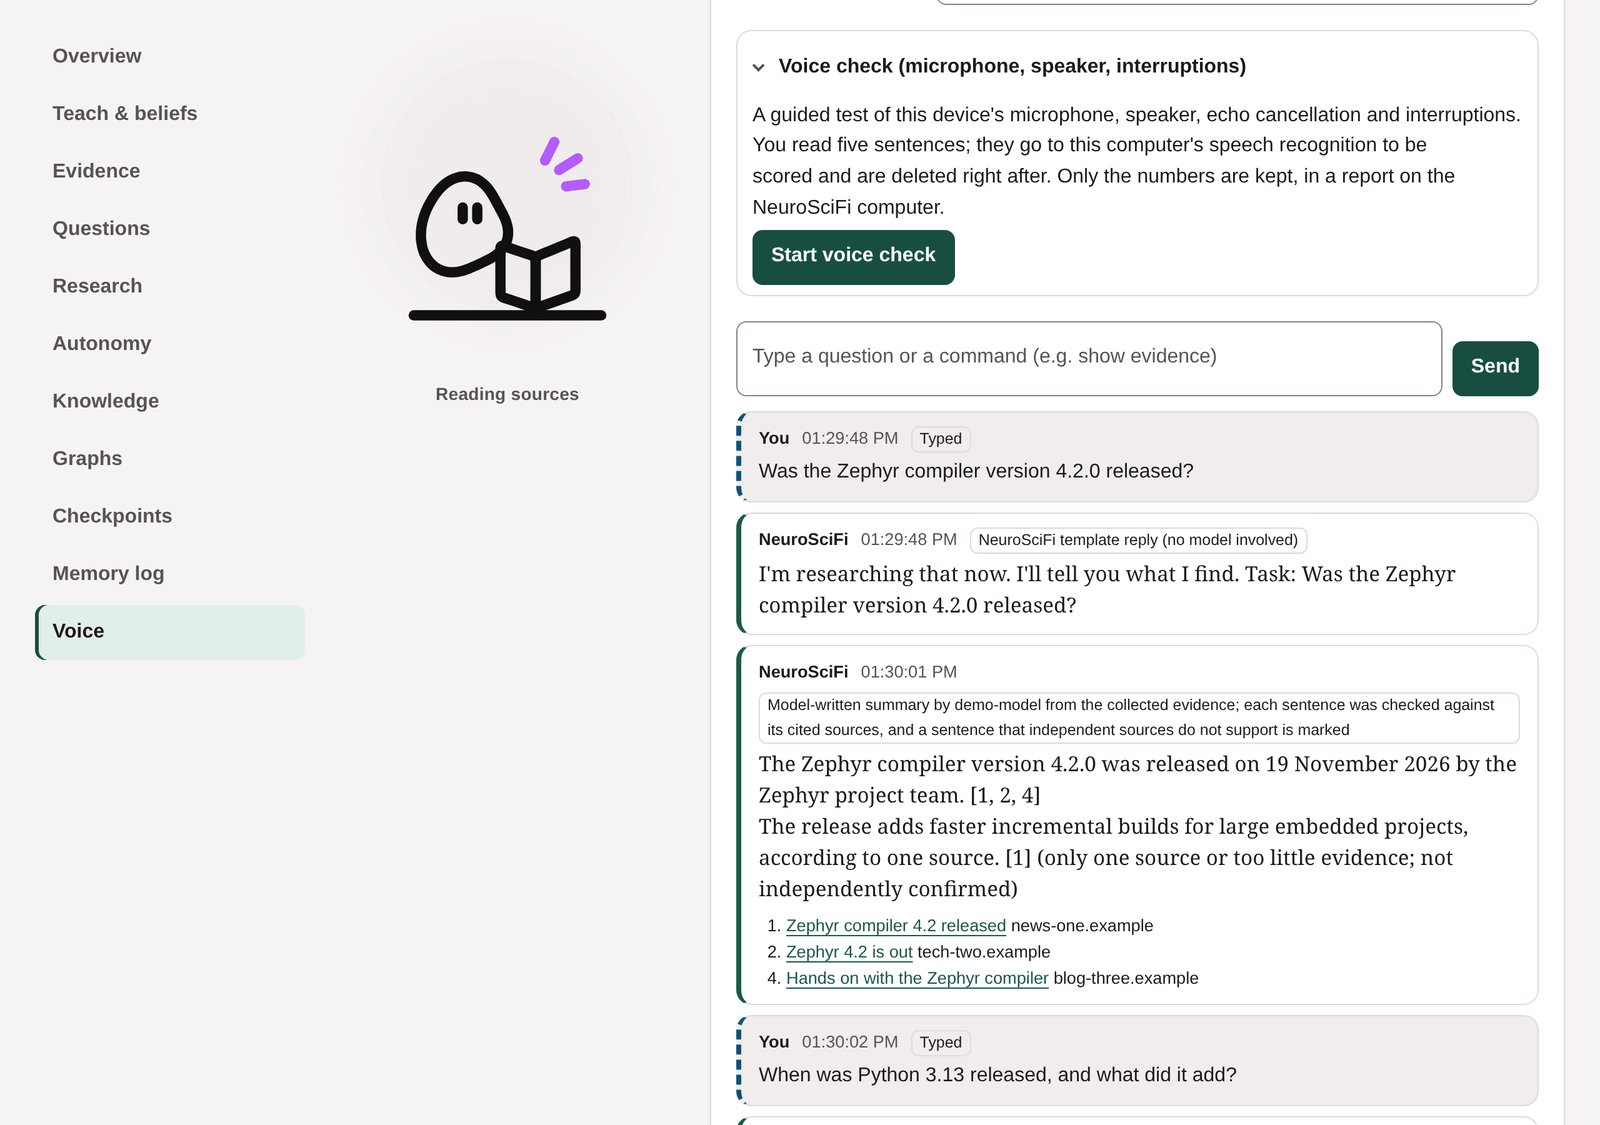 Overview
Teach & beliefs
Evidence
Questions
Research
Autonomy
Knowledge
Graphs
Checkpoints
Memory log
Voice
Reading sources
Voice check (microphone, speaker, interruptions)
A guided test of this device's microphone, speaker, echo cancellation and interruptions.
You read five sentences; they go to this computer's speech recognition to be
scored and are deleted right after. Only the numbers are kept, in a report on the
NeuroSciFi computer.
Start voice check
Type a question or a command (e.g. show evidence)
Send
You 01:29:48 PM Typed
Was the Zephyr compiler version 4.2.0 released?
NeuroSciFi 01:29:48 PM NeuroSciFi template reply (no model involved)
I'm researching that now. I'll tell you what I find. Task: Was the Zephyr
compiler version 4.2.0 released?
NeuroSciFi 01:30:01 PM
Model-written summary by demo-model from the collected evidence; each sentence was checked against
its cited sources, and a sentence that independent sources do not support is marked
The Zephyr compiler version 4.2.0 was released on 19 November 2026 by the
Zephyr project team. [1, 2, 4]
The release adds faster incremental builds for large embedded projects,
according to one source. [1] (only one source or too little evidence; not
independently confirmed)
1. Zephyr compiler 4.2 released news-one.example
2. Zephyr 4.2 is out tech-two.example
4. Hands on with the Zephyr compiler blog-three.example
You 01:30:02 PM Typed
When was Python 3.13 released, and what did it add?